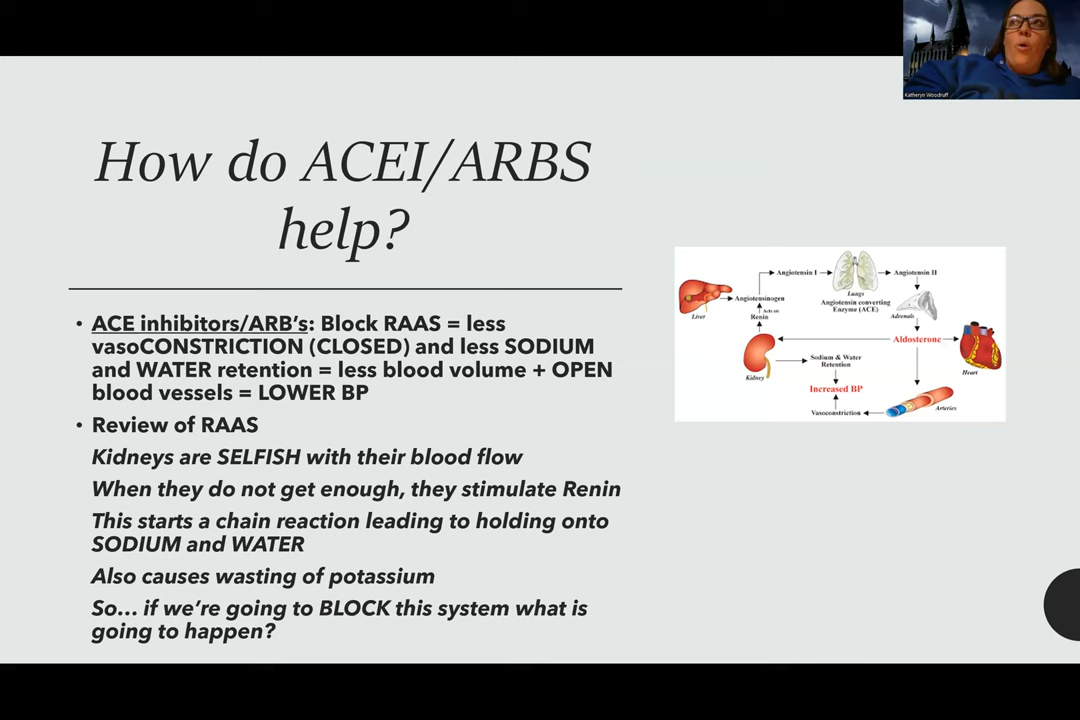 Katheryn Woodruff
How do ACEI/ARBS
help?
• ACE inhibitors/ARB's: Block RAAS = less
vasoCONSTRICTION (CLOSED) and less SODIUM
and WATER retention = less blood volume + OPEN
blood vessels = LOWER BP
• Review of RAAS
Kidneys are SELFISH with their blood flow
When they do not get enough, they stimulate Renin
This starts a chain reaction leading to holding onto
SODIUM and WATER
Also causes wasting of potassium
So... if we're going to BLOCK this system what is
going to happen?
Angiotensin I
Angiotensin II
Lungs
Angiotensin converting
Enzyme (ACE)
Liver
Angiotensinogen
Acts on
Renin
Adrenals
Aldosterone
Heart
Kidney
Sodium & Water
Retention
Increased BP
Vasoconstriction
Arteries